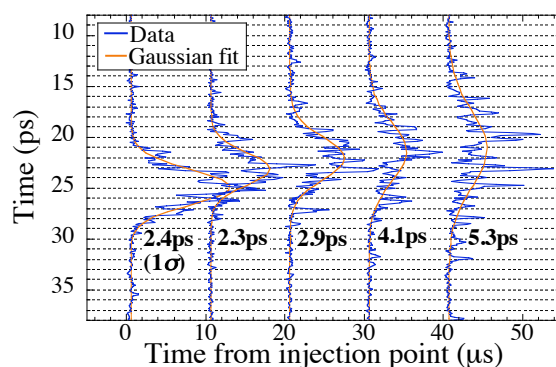 Data
Gaussian fit
10
15
20
25
30
35
Time (ps)
2.4ps
(1σ)
2.3ps
2.9ps
4.1ps
5.3ps
0 10 20 30 40 50
Time from injection point (μs)